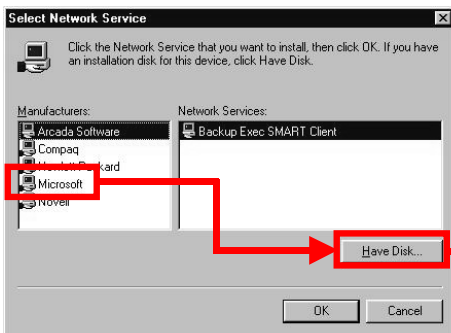 Select Network Service
Click the Network Service that you want to install, then click OK. If you have
an installation disk for this device, click Have Disk.
Manufacturers:
Network Services:
Arcada Software
Compaq
Hewlett Packard
Microsoft
Novell
Backup Exec SMART Client
Have Disk...
OK
Cancel